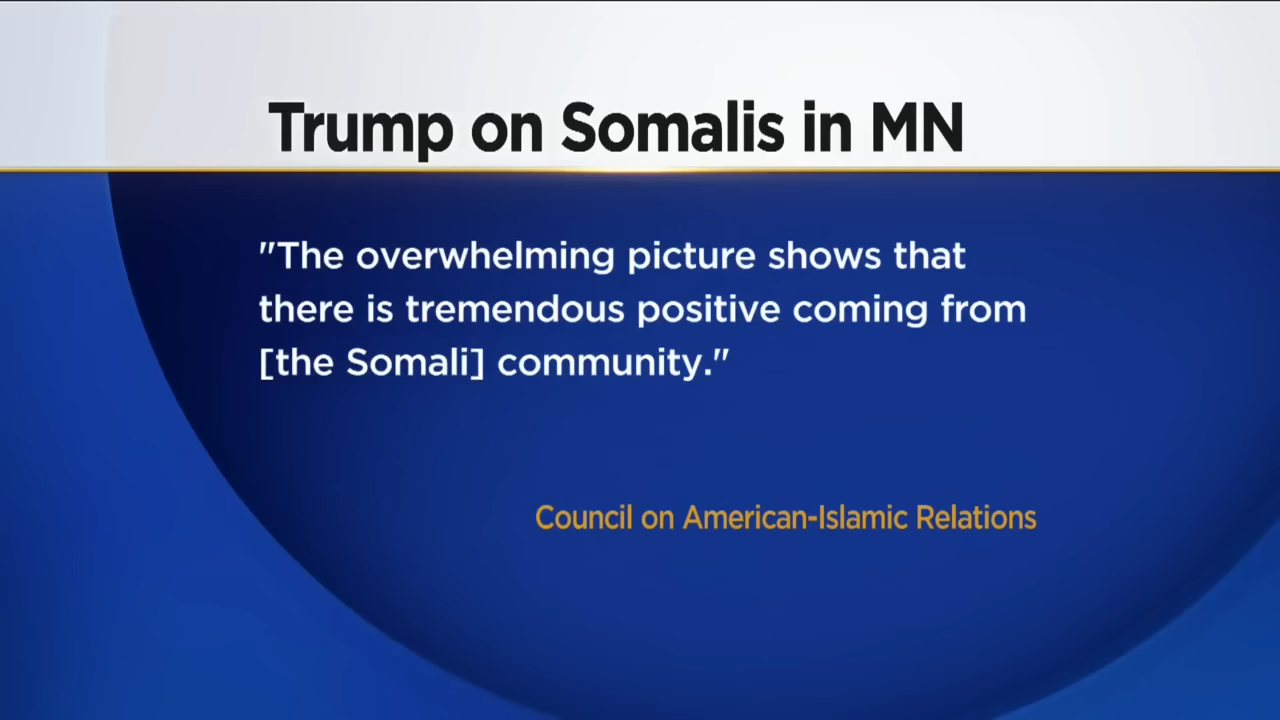 Trump on Somalis in MN
"The overwhelming picture shows that
there is tremendous positive coming from
[the Somali] community."
Council on American-Islamic Relations